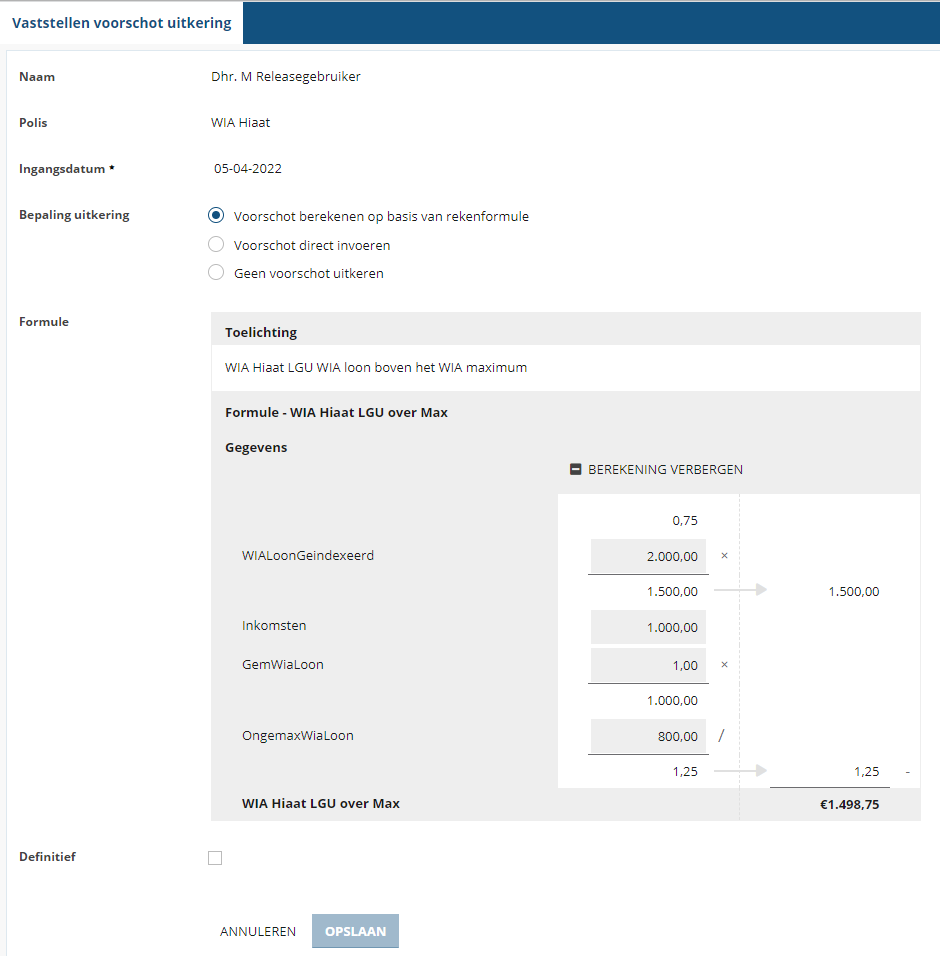 Vaststellen voorschot uitkering
Naam Dhr. M Releasegebruiker
Polis WIA Hiaat
Ingangsdatum * 05-04-2022
Bepaling uitkering Voorschot berekenen op basis van rekenformule
Voorschot direct invoeren
Geen voorschot uitkeren
Formule
Toelichting
WIA Hiaat LGU WIA loon boven het WIA maximum
Formule - WIA Hiaat LGU over Max
Gegevens
BEREKENING VERBERGEN
0,75
WIALoonGeindexeerd 2.000,00 ×
1.500,00 1.500,00
Inkomsten 1.000,00
GemWiaLoon 1,00 ×
1.000,00
OngemaxWiaLoon 800,00 /
1,25 1,25 -
WIA Hiaat LGU over Max €1.498,75
Definitief
ANNULEREN OPSLAAN